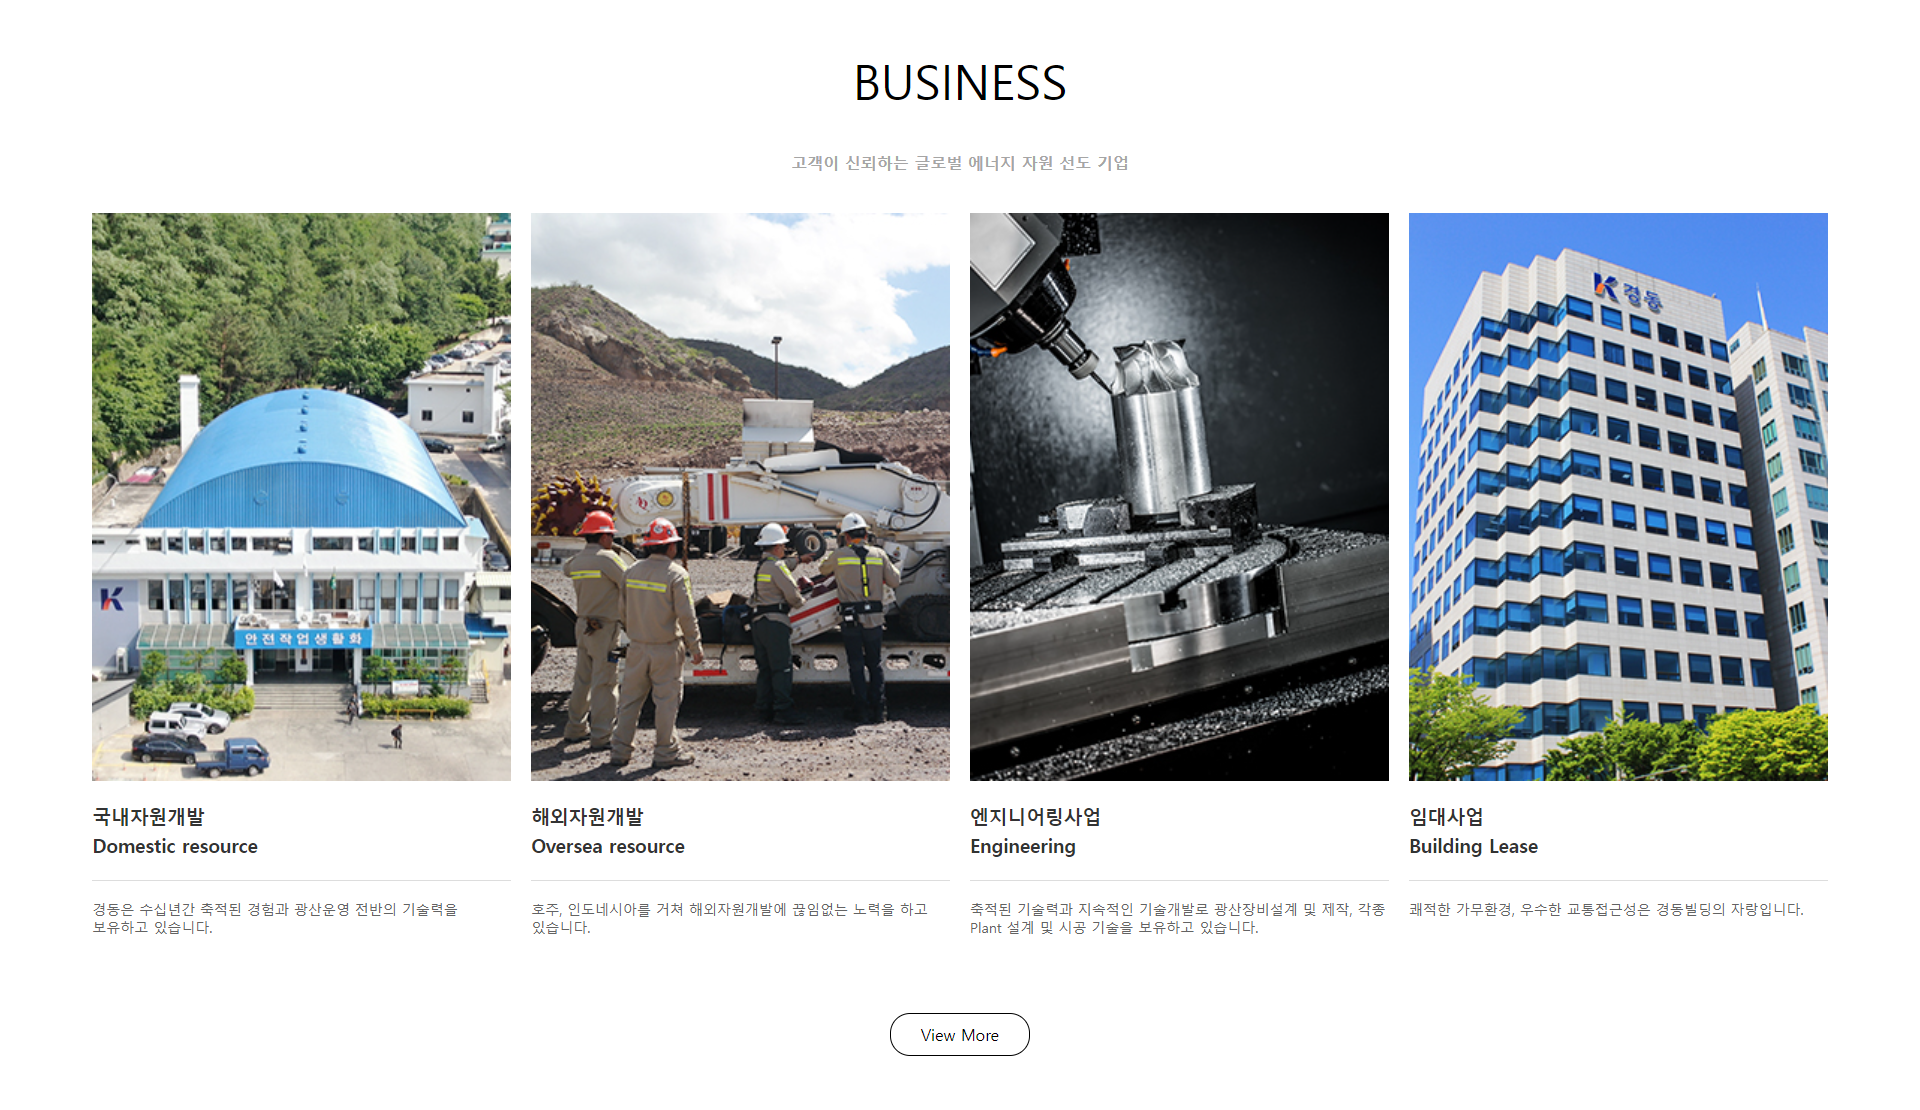 BUSINESS
고객이 신뢰하는 글로벌 에너지 자원 선도 기업
K
안전작업생활화
K경동
국내자원개발
Domestic resource
경동은 수십년간 축적된 경험과 광산운영 전반의 기술력을
보유하고 있습니다.
해외자원개발
Oversea resource
호주, 인도네시아를 거쳐 해외자원개발에 끊임없는 노력을 하고
있습니다.
엔지니어링사업
Engineering
축적된 기술력과 지속적인 기술개발로 광산장비설계 및 제작, 각종
Plant 설계 및 시공 기술을 보유하고 있습니다.
임대사업
Building Lease
쾌적한 가무환경, 우수한 교통접근성은 경동빌딩의 자랑입니다.
View More